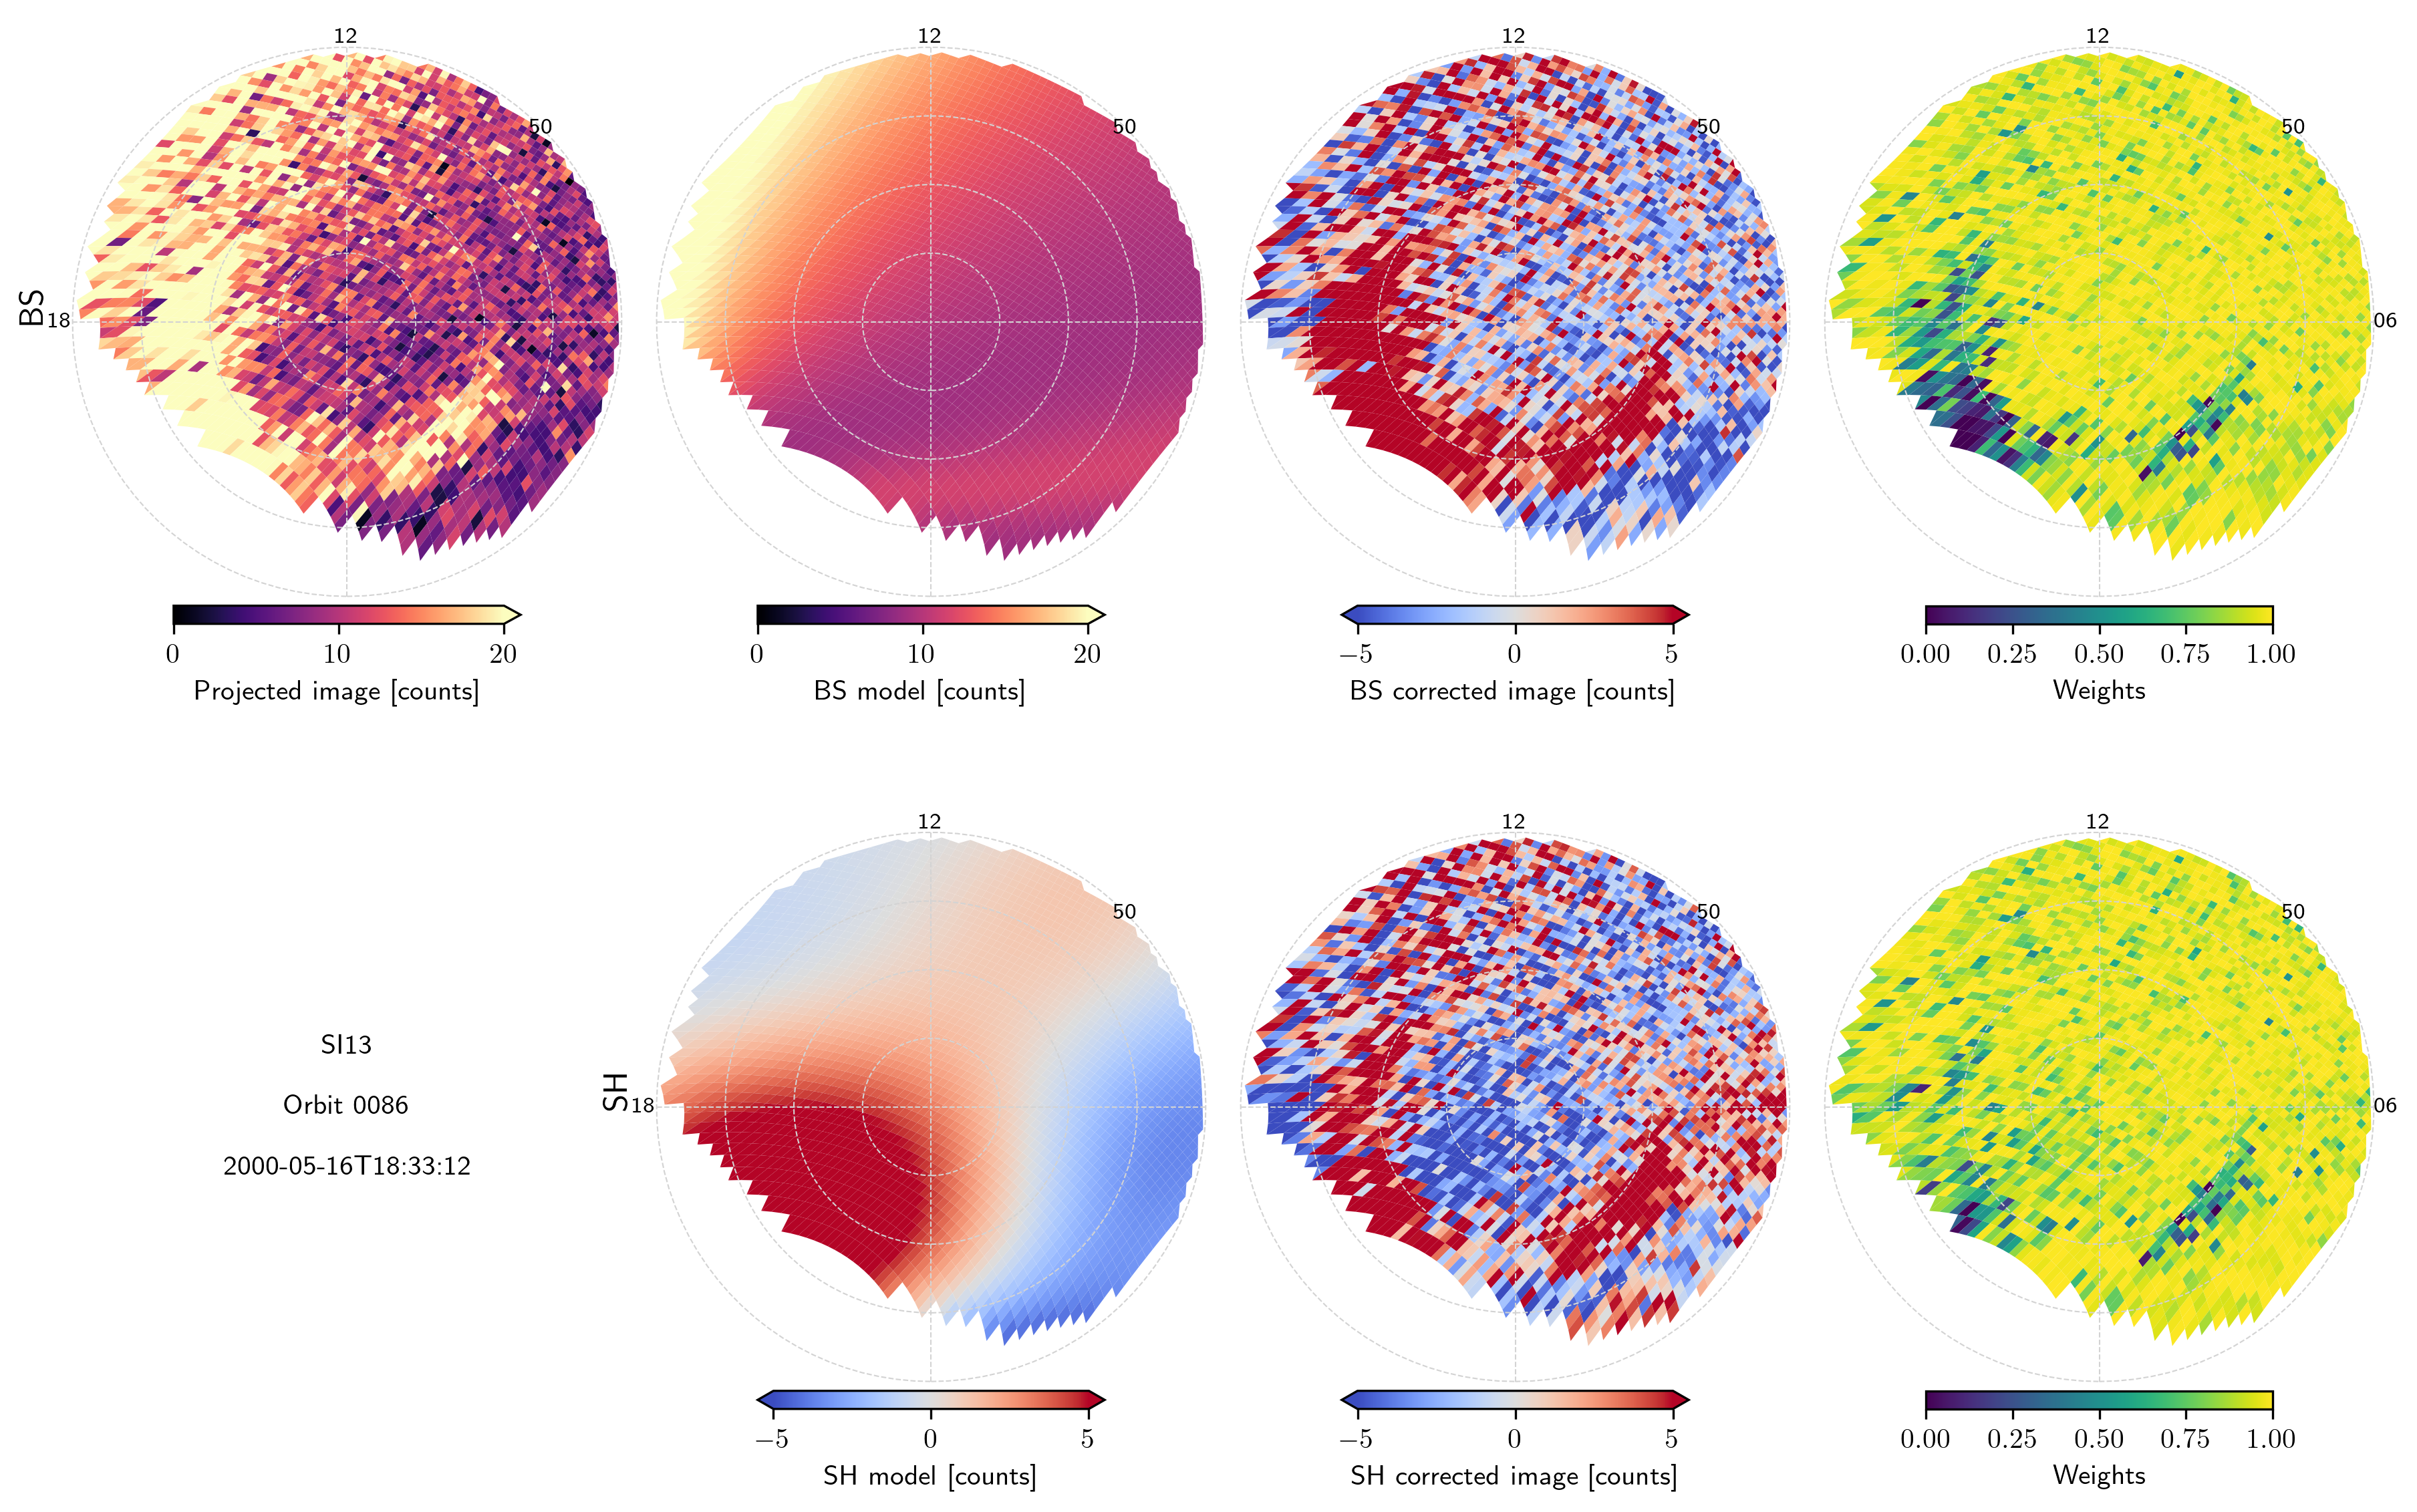 12 12 12 12
50 50 50 50
BS
18 06
0 10 20 0 10 20 −5 0 5 0.00 0.25 0.50 0.75 1.00
Projected image [counts] BS model [counts] BS corrected image [counts] Weights
12 12 12
50 50 50
SI13
Orbit 0086
2000-05-16T18:33:12
SH
18 06
−5 0 5 −5 0 5 0.00 0.25 0.50 0.75 1.00
SH model [counts] SH corrected image [counts] Weights